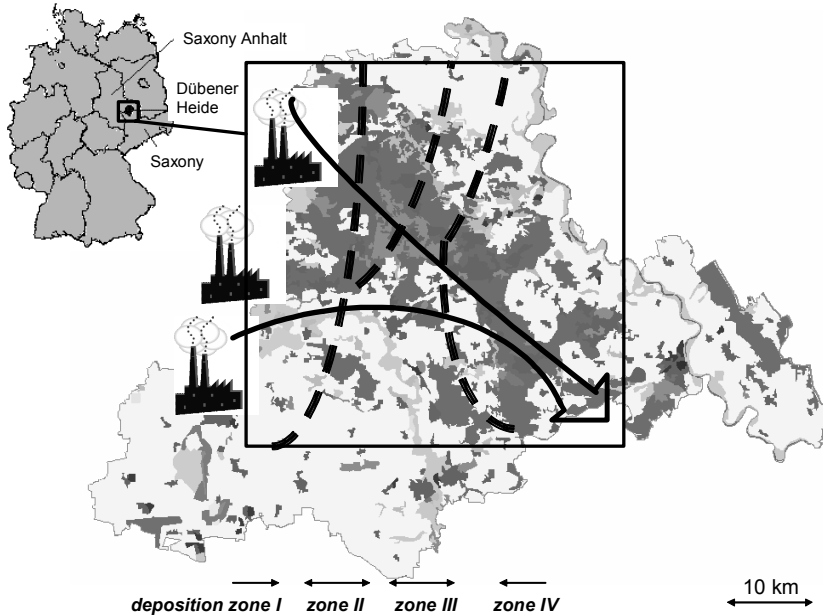 Saxony Anhalt
Dübener
Heide
Saxony
deposition zone I zone II zone III zone IV
10 km